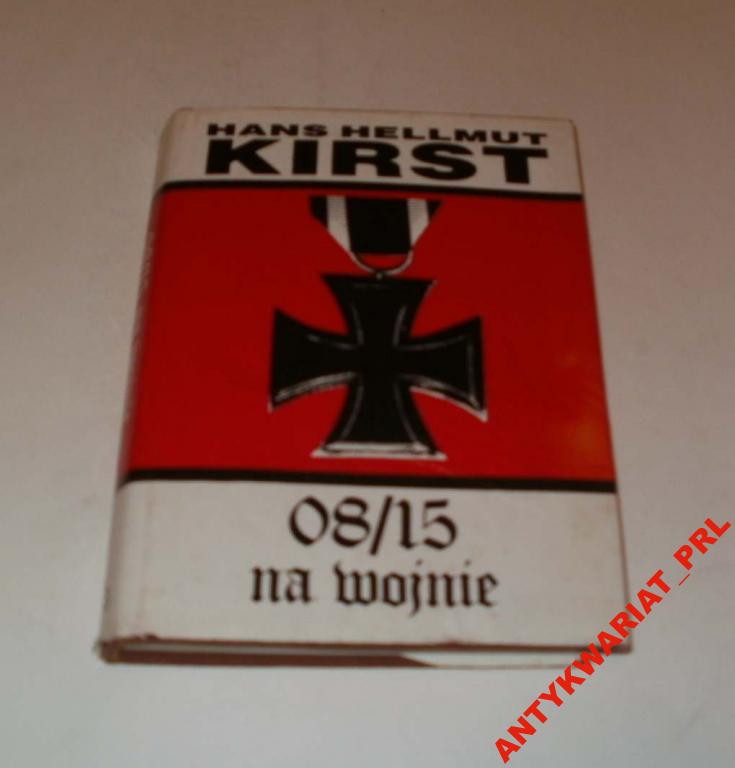 HANS HELLMUT
KIRST
08/15
na wojnie
ANTYKWARIAT_PRL